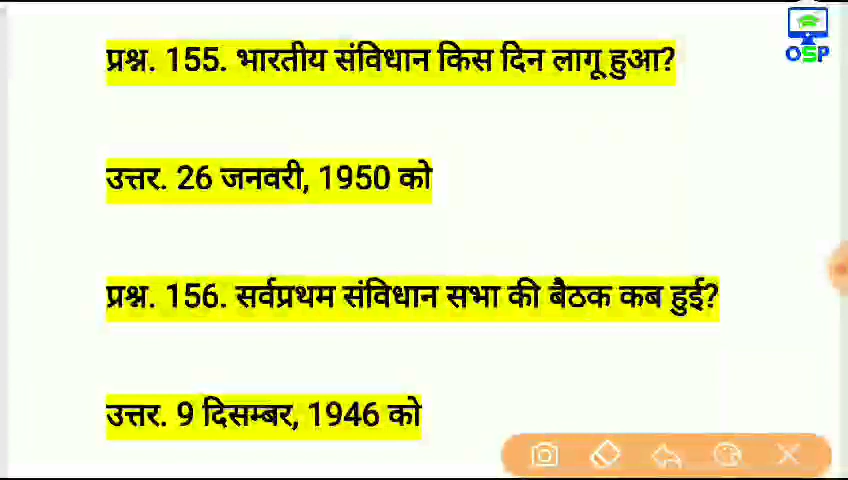 प्रश्न. 155. भारतीय संविधान किस दिन लागू हुआ?
OSP
उत्तर. 26 जनवरी, 1950 को
प्रश्न. 156. सर्वप्रथम संविधान सभा की बैठक कब हुई?
उत्तर. 9 दिसम्बर, 1946 को